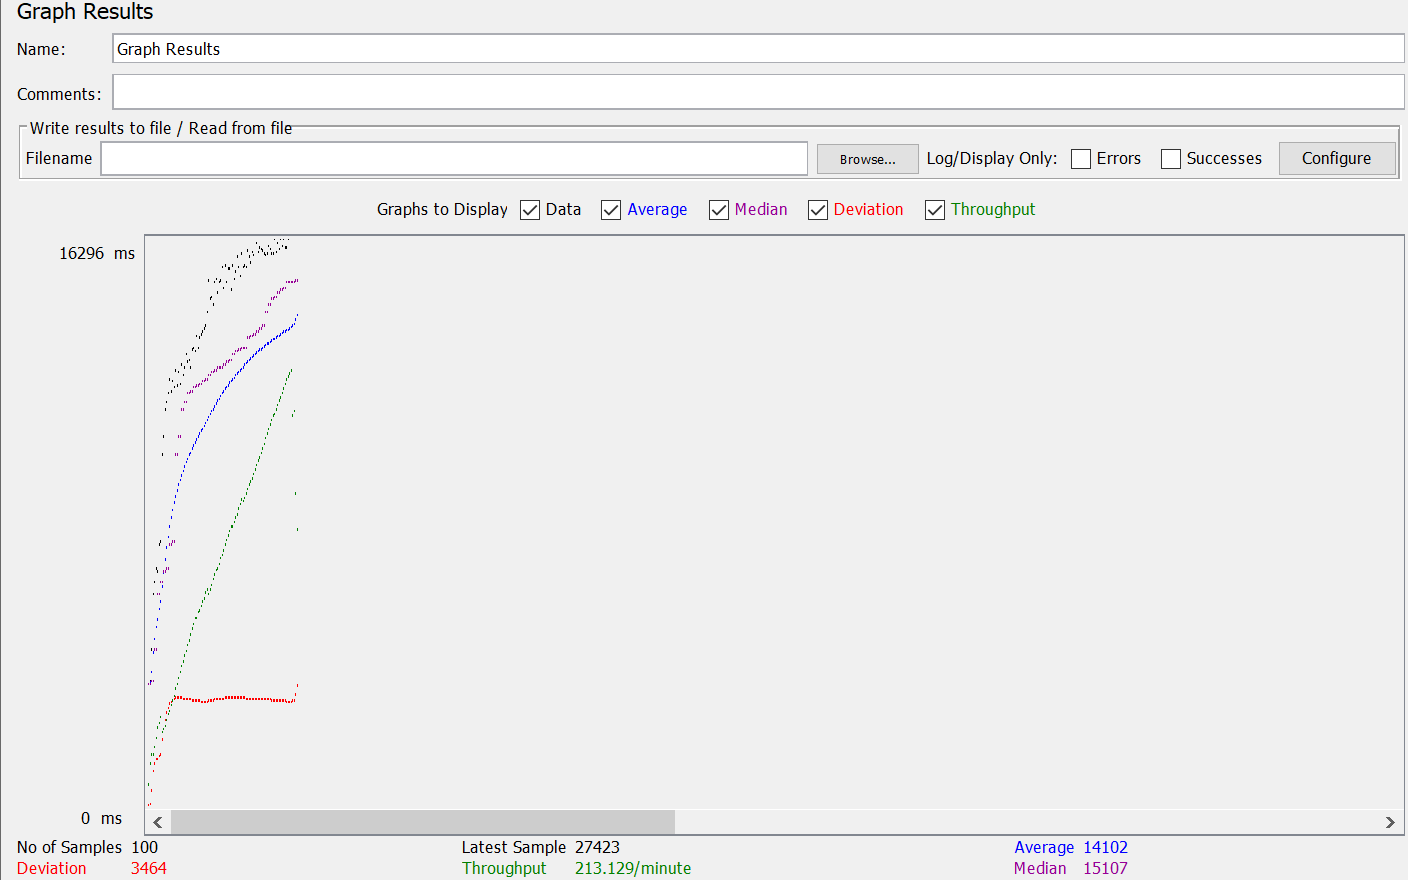 Graph Results
Name: Graph Results
Comments:
Write results to file / Read from file
Filename Browse... Log/Display Only: Errors Successes Configure
Graphs to Display Data Average Median Deviation Throughput
16296 ms
0 ms
No of Samples 100 Latest Sample 27423 Average 14102
Deviation 3464 Throughput 213.129/minute Median 15107